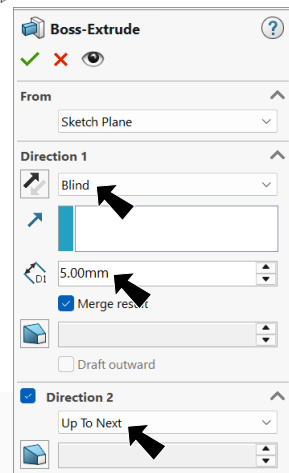 Boss-Extrude
?
From
Sketch Plane
Direction 1
Blind
D1
5.00mm
Merge result
Draft outward
Direction 2
Up To Next